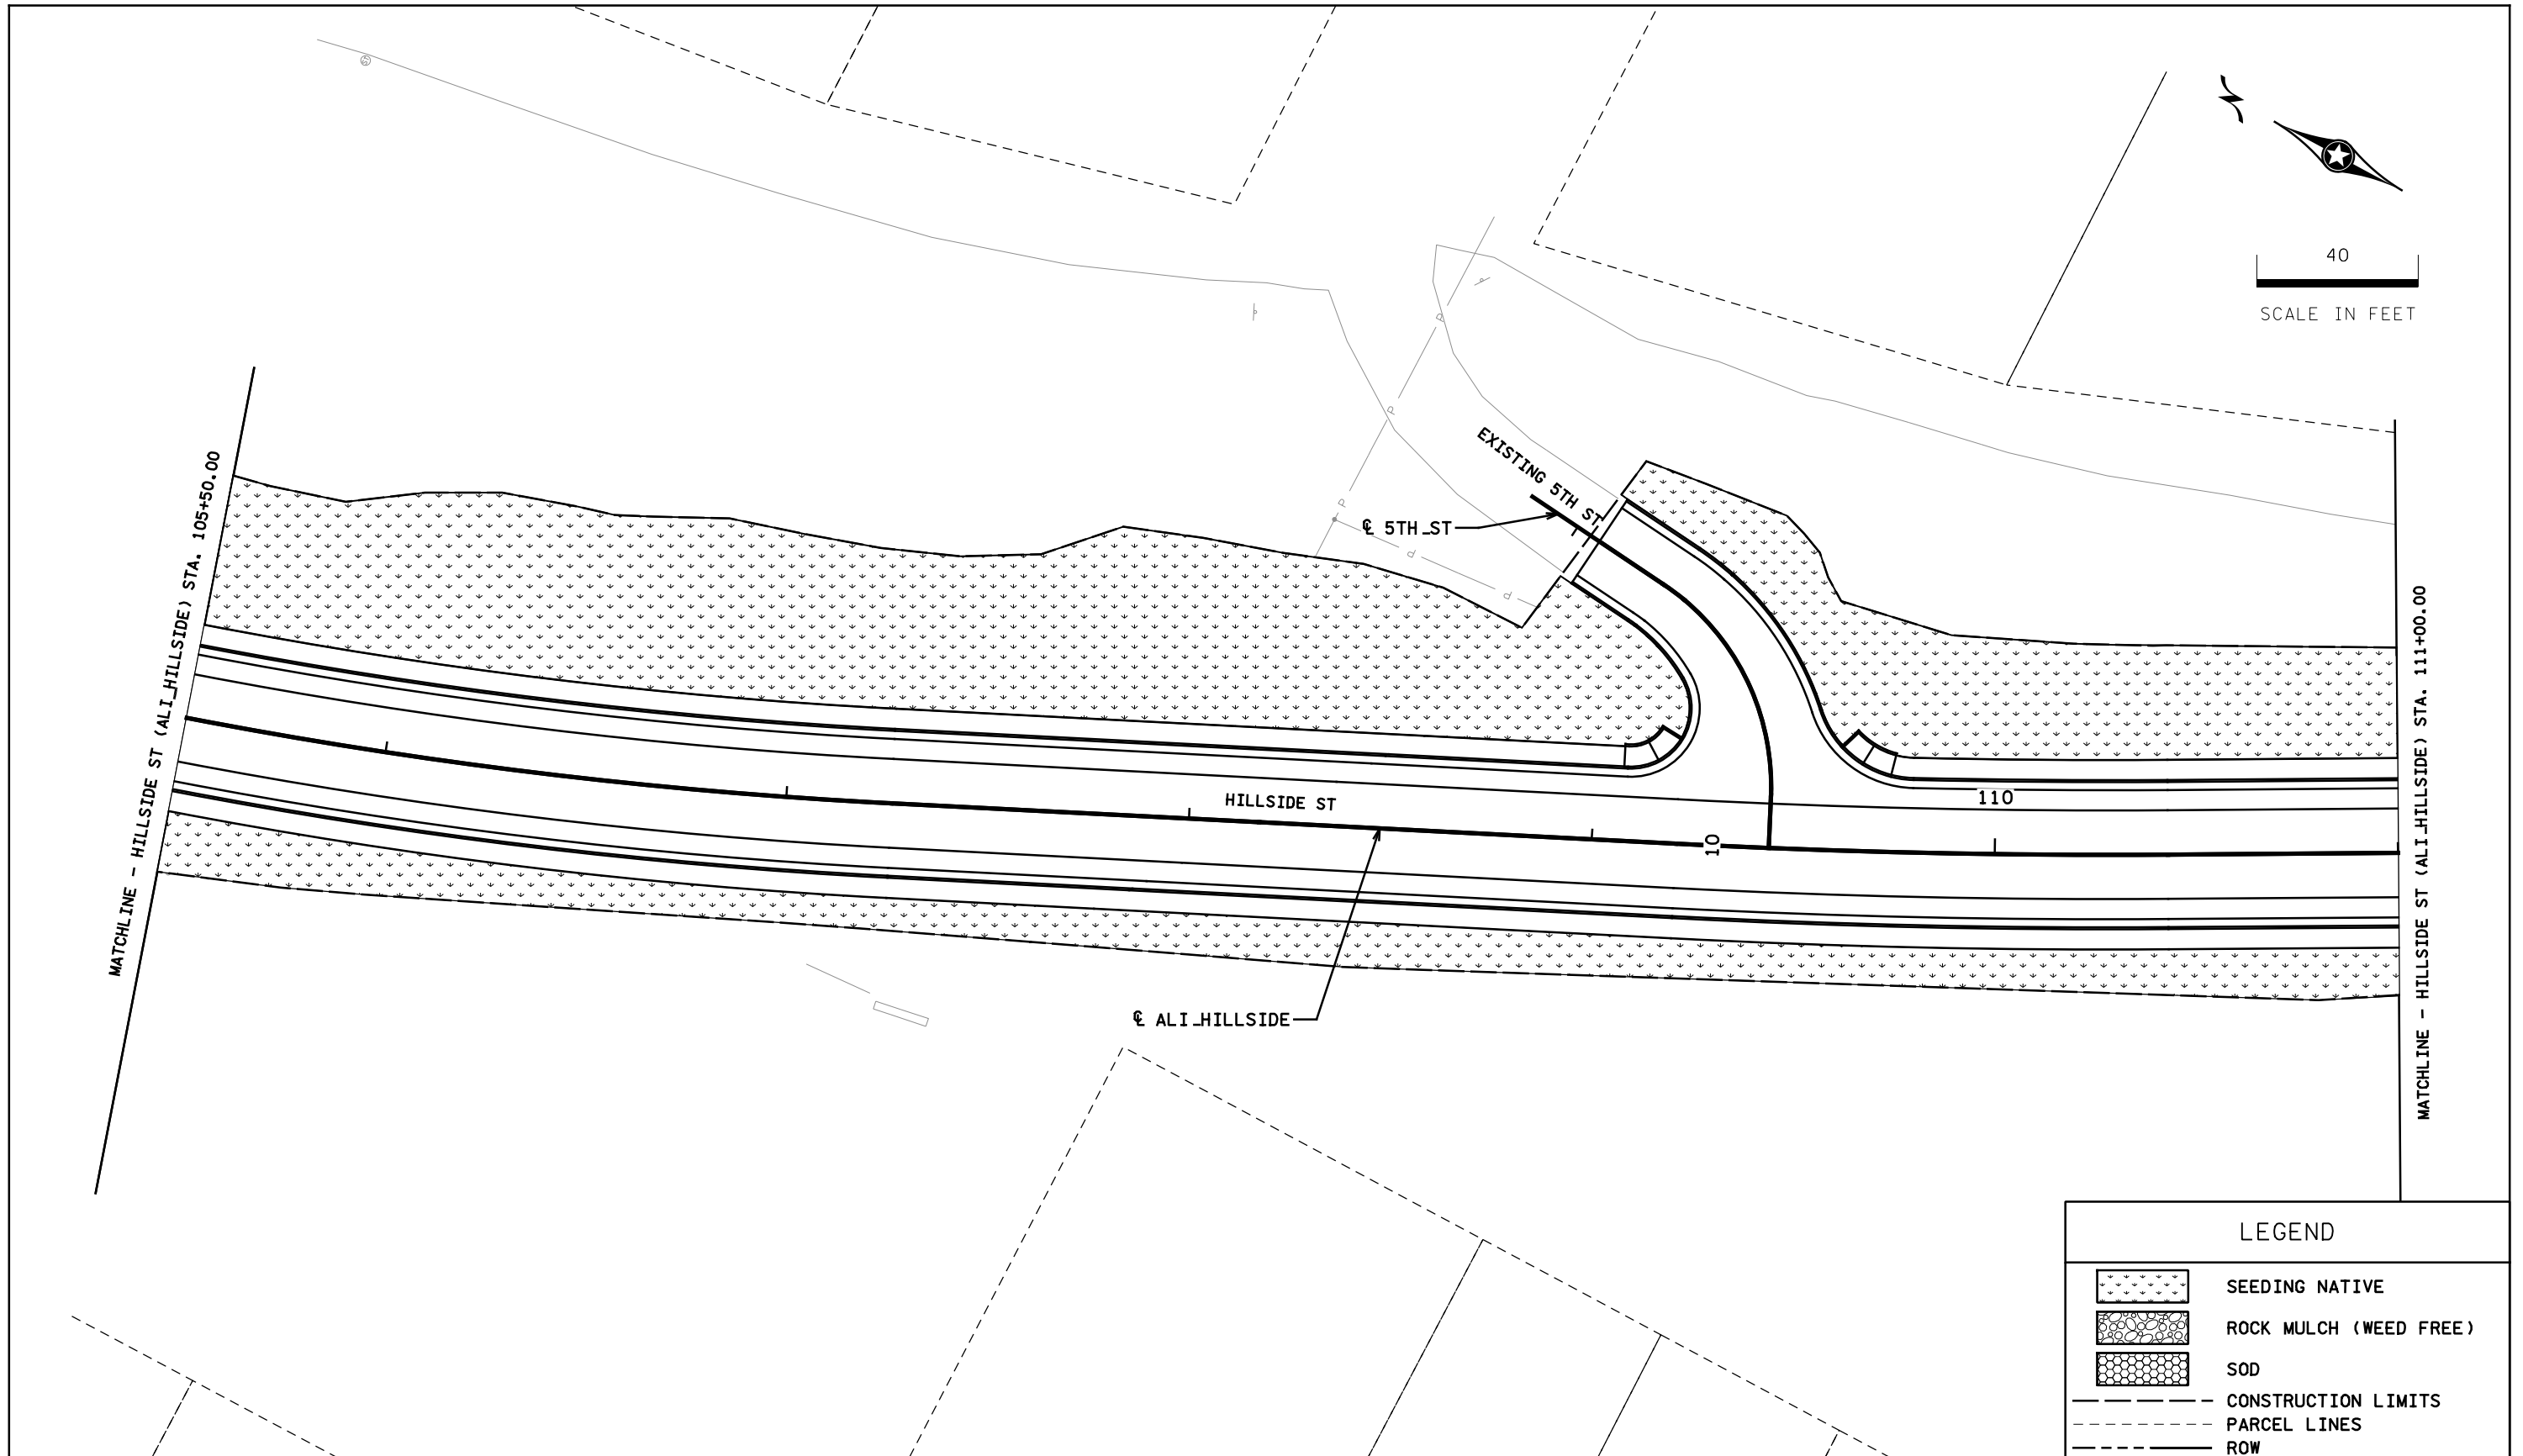 N
40
SCALE IN FEET
EXISTING 5TH ST
℄ 5TH_ST
MATCHLINE - HILLSIDE ST (ALI_HILLSIDE) STA. 105+50.00
P
P
P
P
P
HILLSIDE ST
110
10
℄ ALI_HILLSIDE
MATCHLINE - HILLSIDE ST (ALI_HILLSIDE) STA. 111+00.00
LEGEND
SEEDING NATIVE
ROCK MULCH (WEED FREE)
SOD
CONSTRUCTION LIMITS
PARCEL LINES
ROW